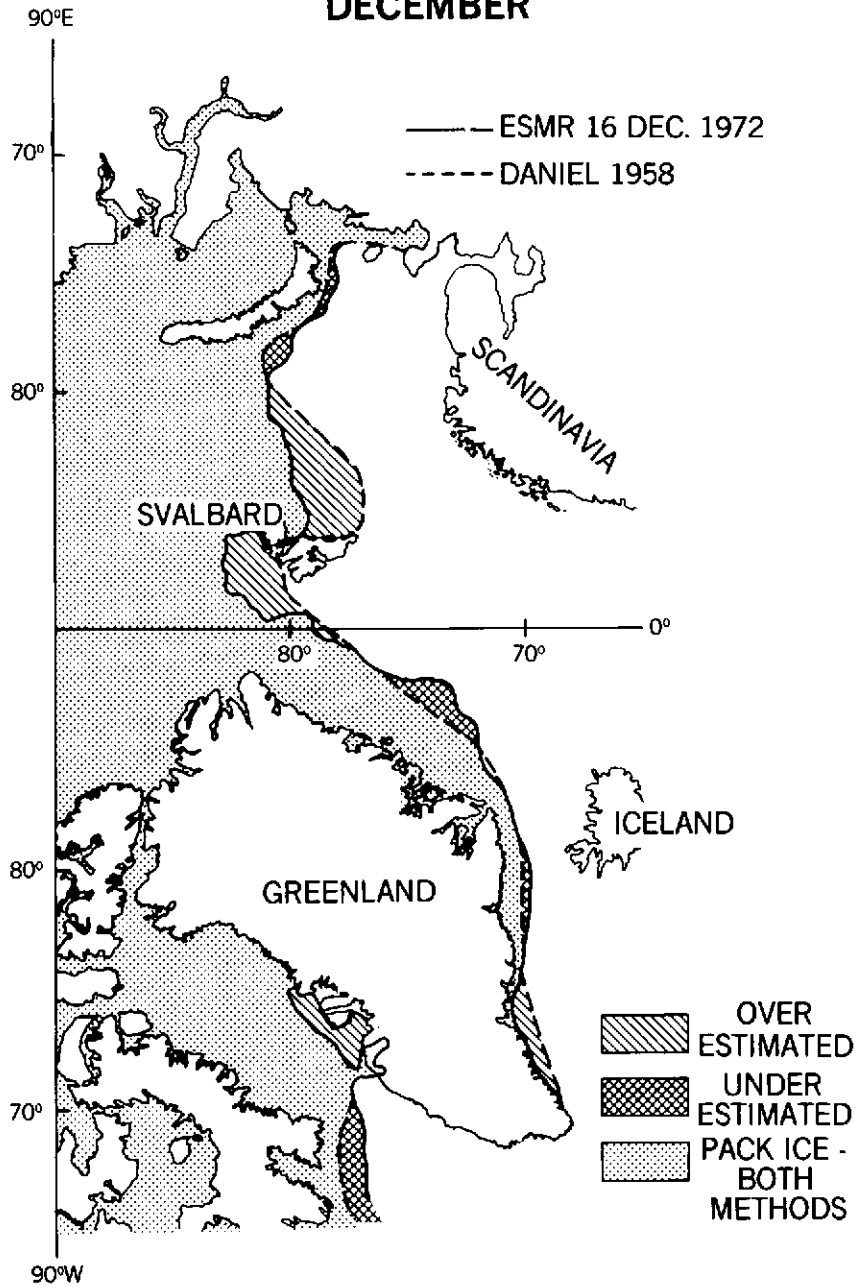 DECEMBER
90°E
ESMR 16 DEC. 1972
70°
DANIEL 1958
SCANDINAVIA
80°
SVALBARD
0°
80°
70°
ICELAND
80°
GREENLAND
OVER
ESTIMATED
UNDER
ESTIMATED
70°
PACK ICE -
BOTH
METHODS
90°W